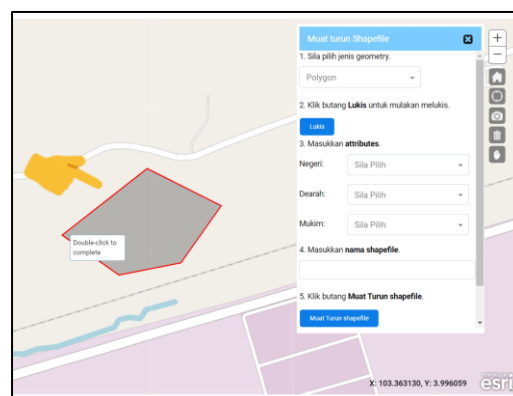 Muat turun Shapefile
1. Sila pilih jenis geometry.
Polygon
2. Klik butang Lukis untuk mulakan melukis.
Lukis
3. Masukkan attributes.
Negeri: Sila Pilih
Dearah: Sila Pilih
Mukim: Sila Pilih
4. Masukkan nama shapefile.
5. Klik butang Muat Turun shapefile.
Muat Turun shapefile
Double-click to
complete
X: 103.363130, Y: 3.996059
esri